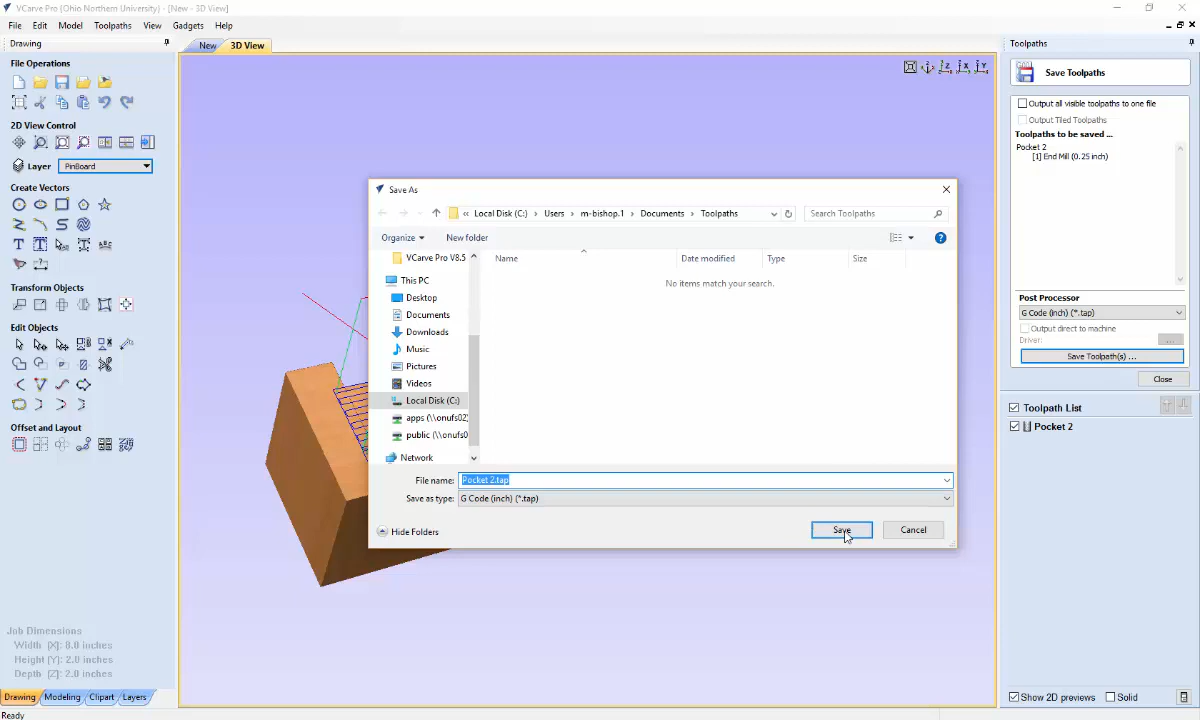 VCarve Pro (Ohio Northern University) - [New - 3D View]
File Edit Model Toolpaths View Gadgets Help
Drawing
New
3D View
Toolpaths
File Operations
2D View Control
Layer
PinBoard
Create Vectors
Transform Objects
Edit Objects
Offset and Layout
Job Dimensions
Width [X]: 8.0 inches
Height [Y]: 2.0 inches
Depth [Z]: 2.0 inches
Drawing Modeling Clipart Layers
Ready
Save As
« Local Disk (C:) › Users › m-bishop.1 › Documents › Toolpaths
Search Toolpaths
Organize
New folder
VCarve Pro V8.5
This PC
Desktop
Documents
Downloads
Music
Pictures
Videos
Local Disk (C:)
apps (\\onufs02)
public (\\onufs0
Network
Name
Date modified
Type
Size
No items match your search.
File name:
Pocket 2.tap
Save as type:
G Code (inch) (*.tap)
Hide Folders
Save
Cancel
Save Toolpaths
Output all visible toolpaths to one file
Output Tiled Toolpaths
Toolpaths to be saved ...
Pocket 2
[1] End Mill (0.25 inch)
Post Processor
G Code (inch) (*.tap)
Output direct to machine
Driver:
...
Save Toolpath(s) ...
Close
Toolpath List
Pocket 2
Show 2D previews
Solid